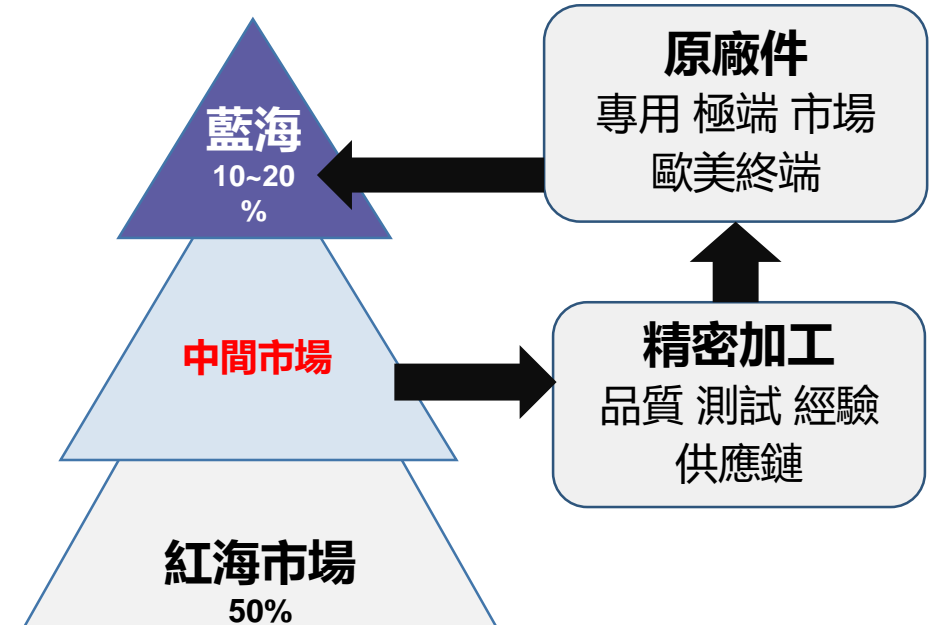 藍海
10~20
%
中間市場
紅海市場
50%
原廠件
專用 極端 市場
歐美終端
精密加工
品質 測試 經驗
供應鏈